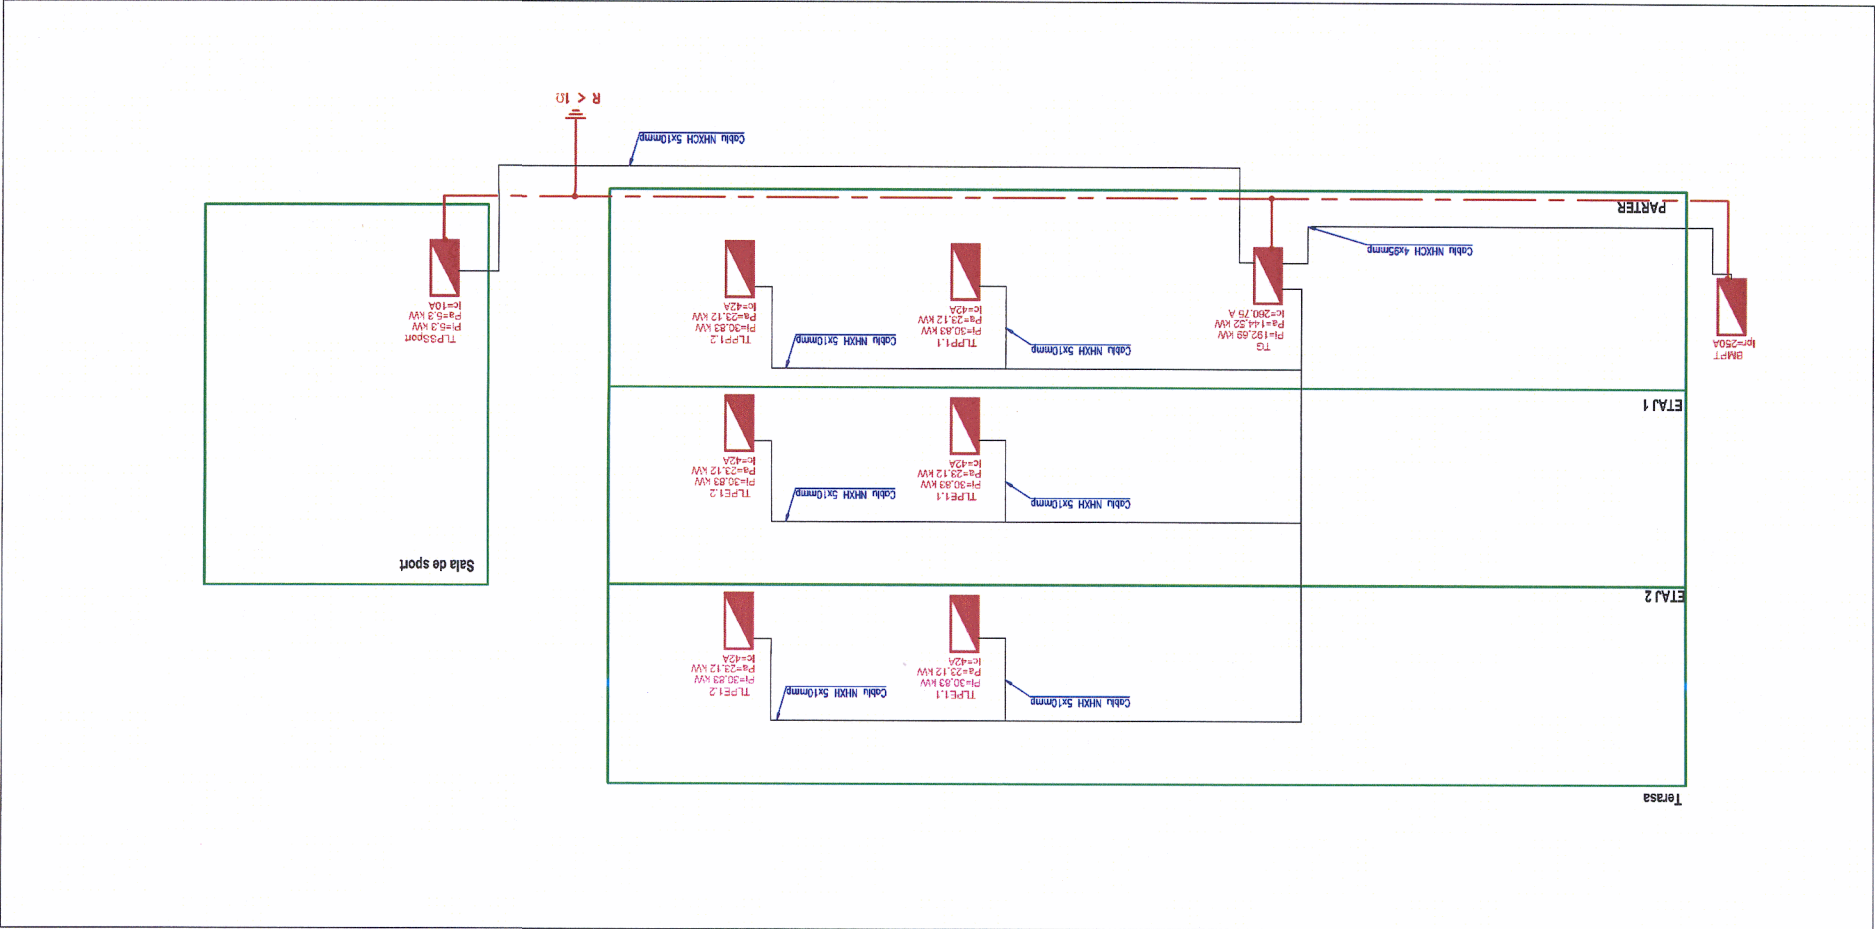 Terasa
ETAJ 2
Cablu NHXH 5x10mmp
TLPE1.1
Pi=30,83 kW
Pa=23,12 kW
Ic=42A
Cablu NHXH 5x10mmp
TLPE1.2
Pi=30,83 kW
Pa=23,12 kW
Ic=42A
Sala de sport
ETAJ 1
Cablu NHXH 5x10mmp
TLPE1.1
Pi=30,83 kW
Pa=23,12 kW
Ic=42A
Cablu NHXH 5x10mmp
TLPE1.2
Pi=30,83 kW
Pa=23,12 kW
Ic=42A
BMPT
Ipr=250A
TG
Pi=192,69 kW
Pa=144,52 kW
Ic=260.75 A
Cablu NHXH 5x10mmp
TLPP1.1
Pi=30,83 kW
Pa=23,12 kW
Ic=42A
Cablu NHXH 5x10mmp
TLPP1.2
Pi=30,83 kW
Pa=23,12 kW
Ic=42A
TLPSSport
Pi=5,3 kW
Pa=5,3 kW
Ic=10A
Cablu NHXCH 4x95mmp
PARTER
Cablu NHXCH 5x10mmp
R < 1Ω